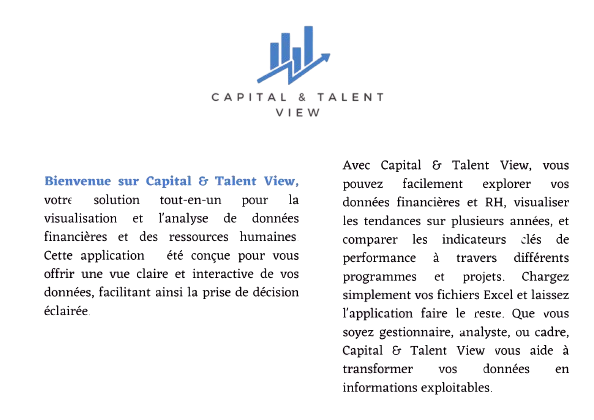 CAPITAL & TALENT
VIEW
Bienvenue sur Capital & Talent View,
votre solution tout-en-un pour la
visualisation et l'analyse de données
financières et des ressources humaines
Cette application été conçue pour vous
offrir une vue claire et interactive de vos
données, facilitant ainsi la prise de décision
éclairée.
Avec Capital & Talent View, vous
pouvez facilement explorer vos
données financières et RH, visualiser
les tendances sur plusieurs années, et
comparer les indicateurs clés de
performance à travers différents
programmes et projets. Chargez
simplement vos fichiers Excel et laissez
l'application faire le reste. Que vous
soyez gestionnaire, analyste, ou cadre,
Capital & Talent View vous aide à
transformer vos données en
informations exploitables.